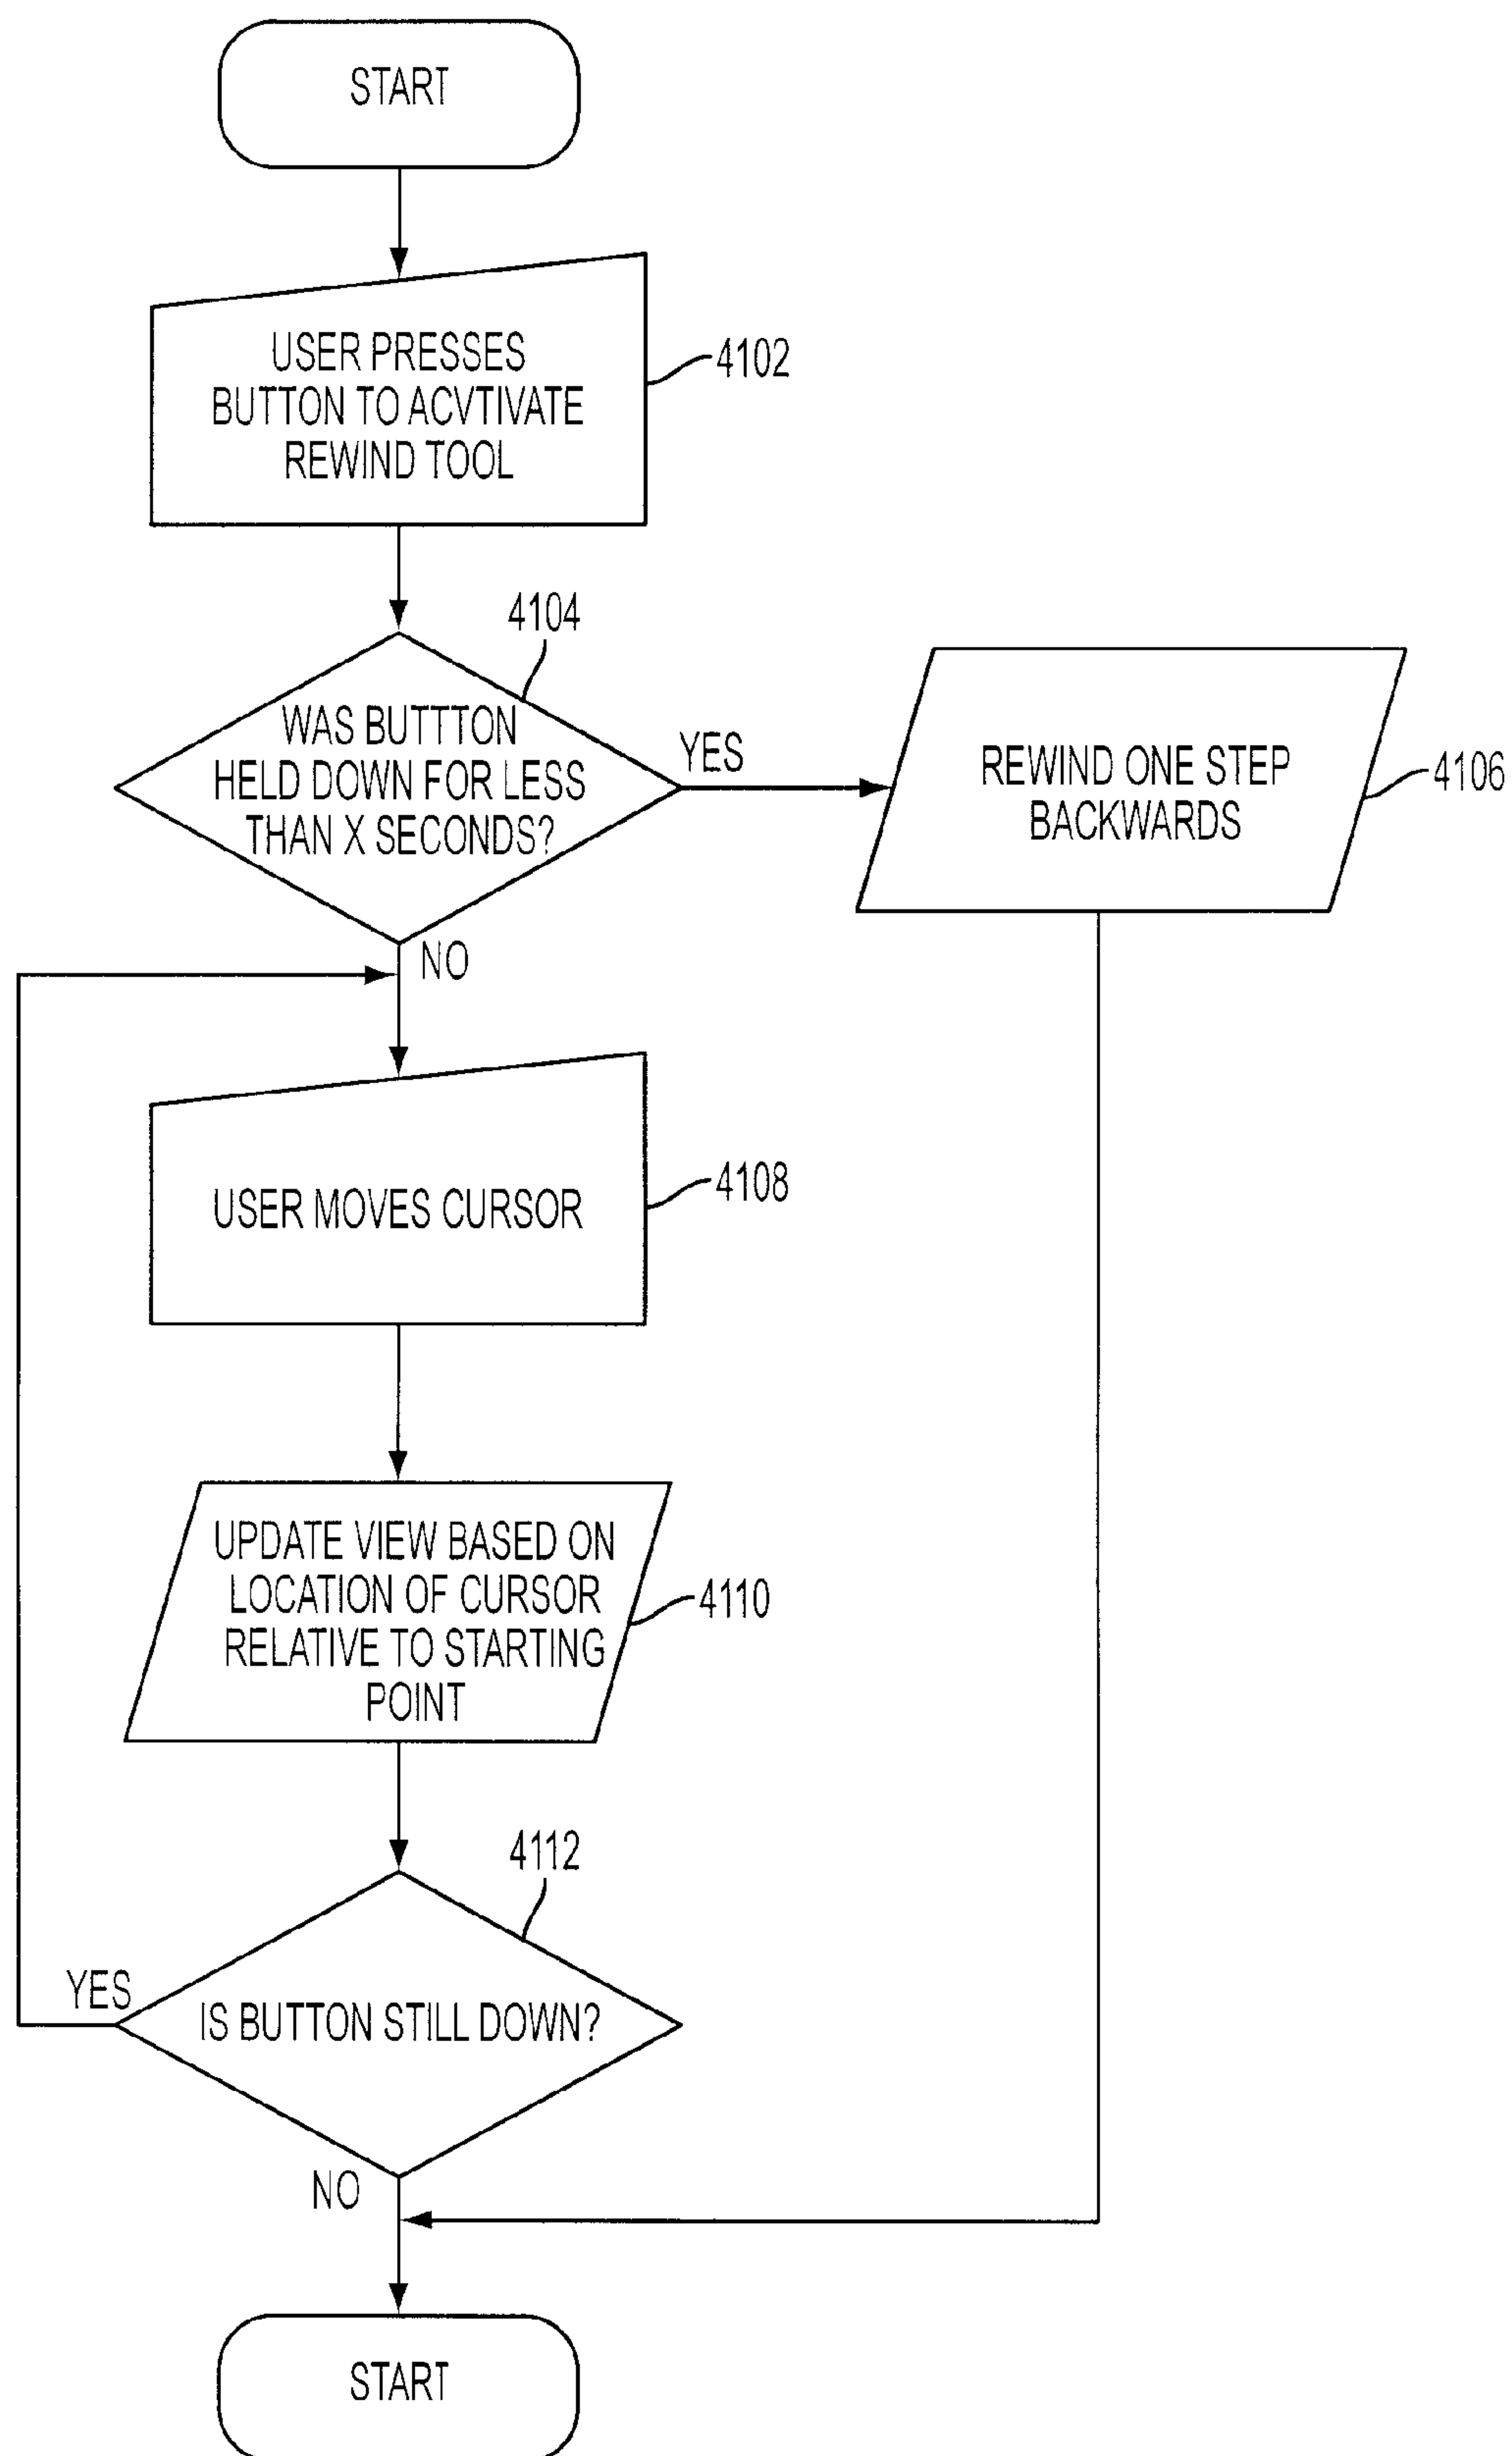 START
USER PRESSES
BUTTON TO ACVTIVATE
REWIND TOOL
4102
4104
WAS BUTTTON
HELD DOWN FOR LESS
THAN X SECONDS?
YES
REWIND ONE STEP
BACKWARDS
4106
NO
USER MOVES CURSOR
4108
UPDATE VIEW BASED ON
LOCATION OF CURSOR
RELATIVE TO STARTING
POINT
4110
4112
IS BUTTON STILL DOWN?
YES
NO
START